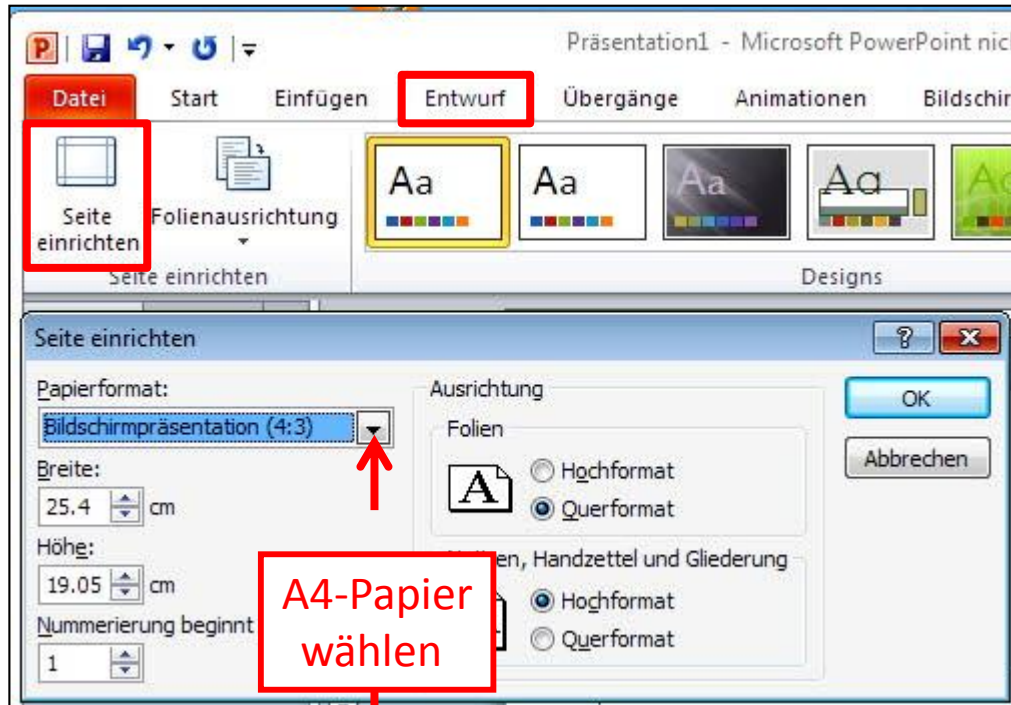 Präsentation1 - Microsoft PowerPoint
Datei Start Einfügen Entwurf Übergänge Animationen
Aa Aa Aa Aa
Seite einrichten
Folienausrichtung
Seite einrichten
Designs
Seite einrichten
Papierformat:
Bildschirmpräsentation (4:3)
Breite:
25.4 cm
Höhe:
19.05 cm
Nummerierung beginnt
1
Ausrichtung
Folien
A
Hochformat
Querformat
Handzettel und Gliederung
Hochformat
Querformat
OK
Abbrechen
A4-Papier
wählen